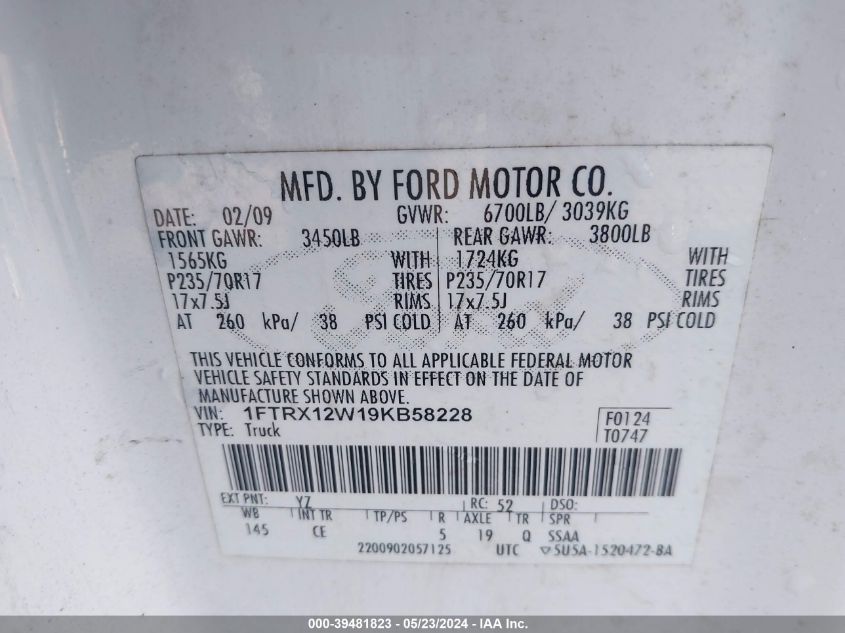 MFD. BY FORD MOTOR CO.
DATE: 02/09 GVWR: 6700LB/ 3039KG
FRONT GAWR: 3450LB REAR GAWR: 3800LB
1565KG WITH 1724KG WITH
P235/70R17 TIRES P235/70R17 TIRES
17x7.5J RIMS 17x7.5J RIMS
AT 260 kPa/ 38 PSI COLD AT 260 kPa/ 38 PSI COLD
THIS VEHICLE CONFORMS TO ALL APPLICABLE FEDERAL MOTOR
VEHICLE SAFETY STANDARDS IN EFFECT ON THE DATE OF
MANUFACTURE SHOWN ABOVE.
VIN: 1FTRX12W19KB58228 F0124
TYPE: Truck T0747
EXT PNT: YZ RC: 52 DSO:
WB INT TR TP/PS R AXLE TR SPR
145 CE 5 19 Q SSAA
2200902057125 UTC ▽5U5A-1520472-BA
000-39481823 - 05/23/2024 - IAA Inc.